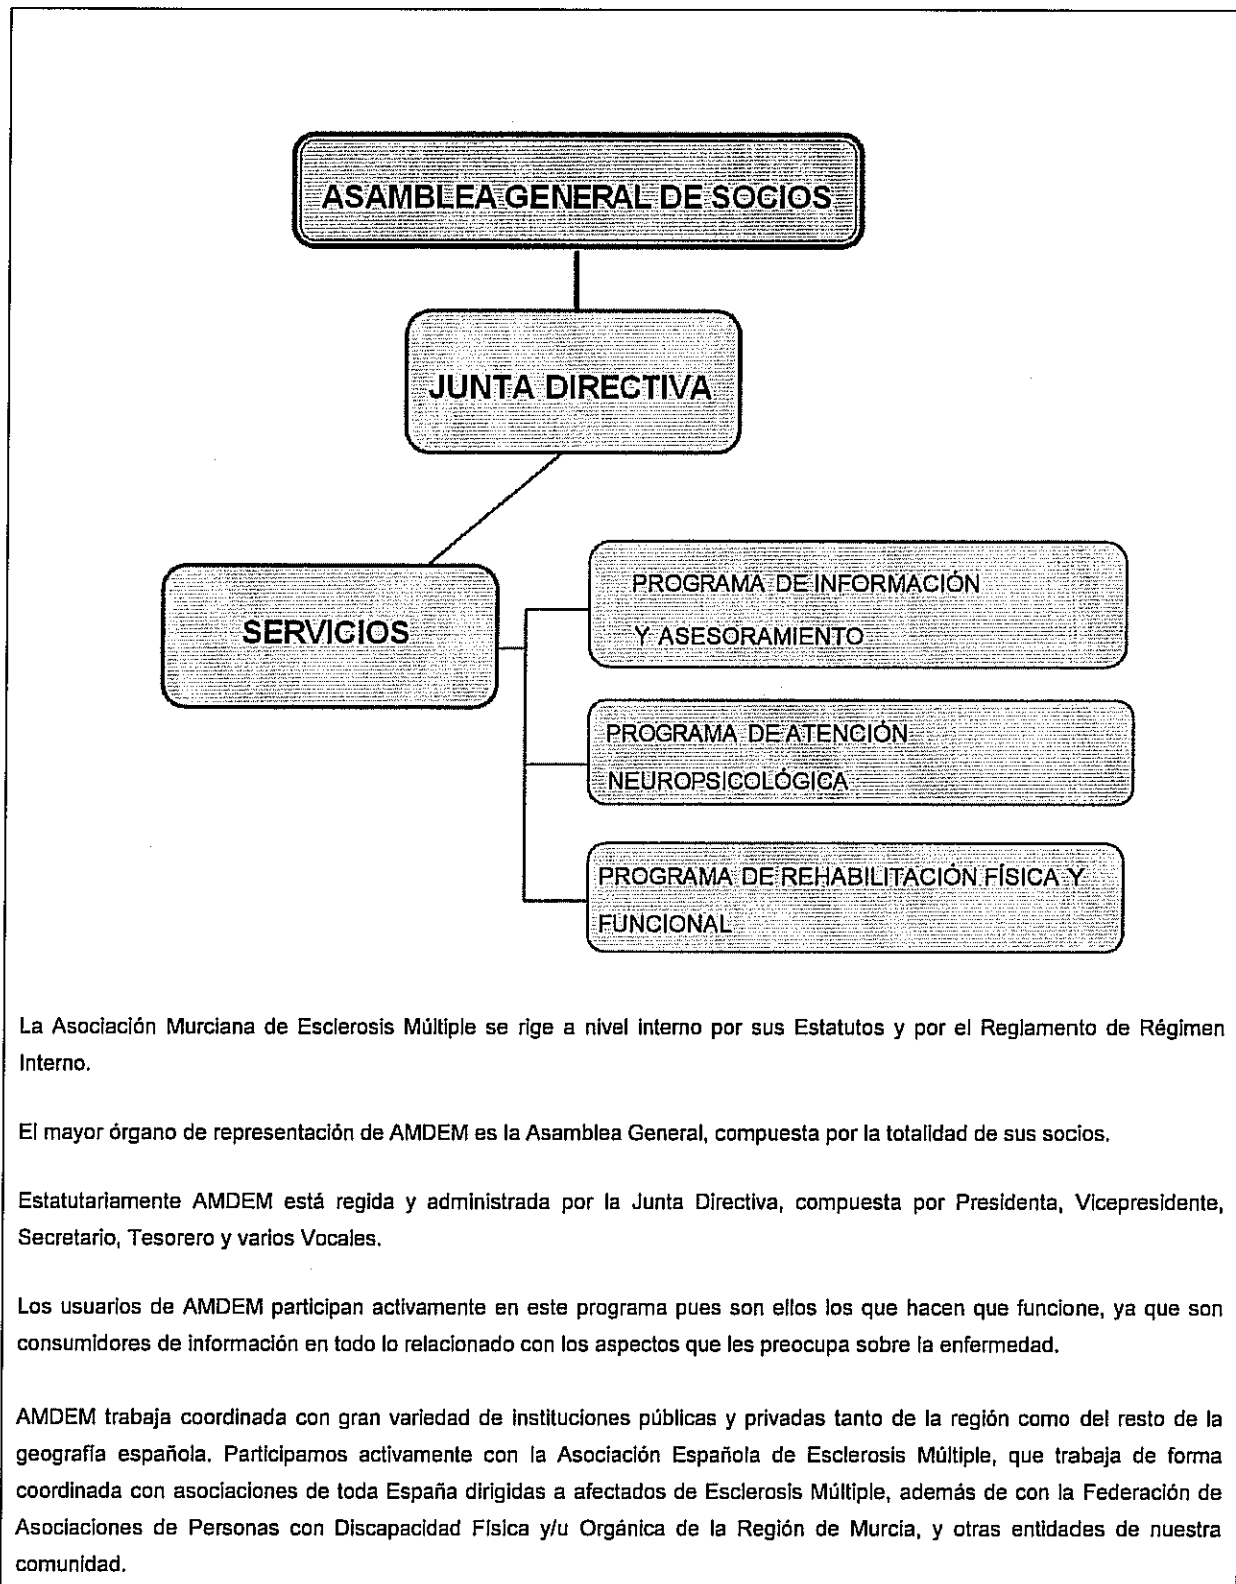 ASAMBLEA GENERAL DE SOCIOS
JUNTA DIRECTIVA
SERVICIOS
PROGRAMA DE INFORMACIÓN
Y ASESORAMIENTO
PROGRAMA DE ATENCIÓN
NEUROPSICOLÓGICA
PROGRAMA DE REHABILITACIÓN FÍSICA Y
FUNCIONAL
La Asociación Murciana de Esclerosis Múltiple se rige a nivel interno por sus Estatutos y por el Reglamento de Régimen
Interno.
El mayor órgano de representación de AMDEM es la Asamblea General, compuesta por la totalidad de sus socios.
Estatutariamente AMDEM está regida y administrada por la Junta Directiva, compuesta por Presidenta, Vicepresidente,
Secretario, Tesorero y varios Vocales.
Los usuarios de AMDEM participan activamente en este programa pues son ellos los que hacen que funcione, ya que son
consumidores de información en todo lo relacionado con los aspectos que les preocupa sobre la enfermedad.
AMDEM trabaja coordinada con gran variedad de instituciones públicas y privadas tanto de la región como del resto de la
geografía española. Participamos activamente con la Asociación Española de Esclerosis Múltiple, que trabaja de forma
coordinada con asociaciones de toda España dirigidas a afectados de Esclerosis Múltiple, además de con la Federación de
Asociaciones de Personas con Discapacidad Física y/u Orgánica de la Región de Murcia, y otras entidades de nuestra
comunidad.